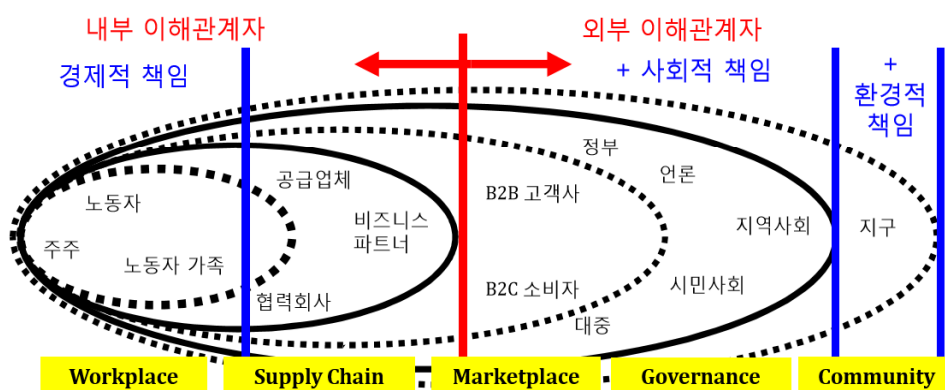 내부 이해관계자
외부 이해관계자
경제적 책임
+ 사회적 책임
+
환경적
책임
정부
언론
공급업체
B2B 고객사
노동자
비즈니스
파트너
지역사회
지구
주주
노동자 가족
시민사회
협력회사
B2C 소비자
대중
Workplace
Supply Chain
Marketplace
Governance
Community